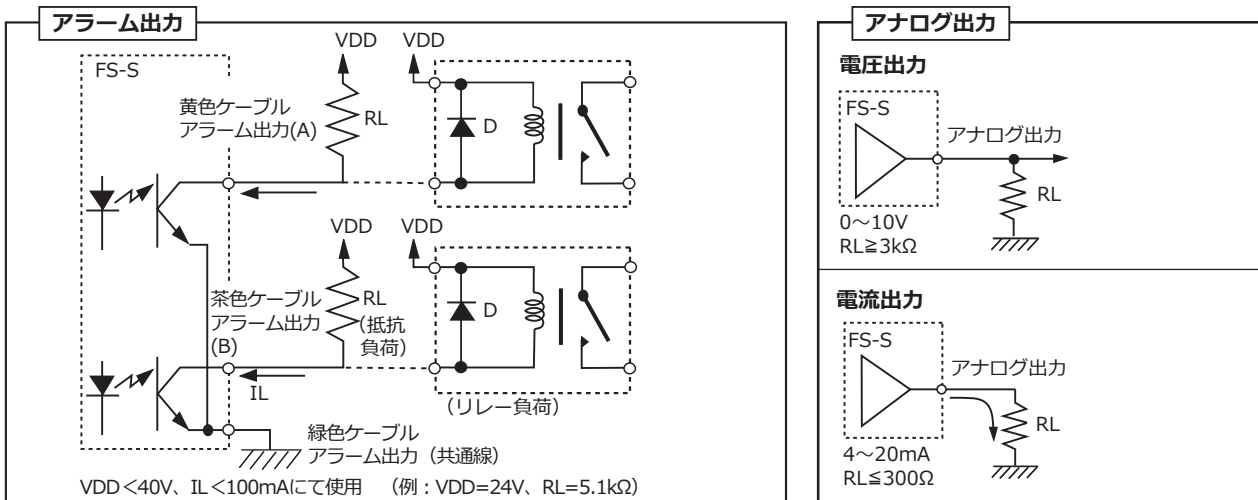 アラーム出力
FS-S
VDD
VDD
黄色ケーブル
アラーム出力(A)
RL
D
VDD
VDD
茶色ケーブル
アラーム出力
(B)
RL
(抵抗
負荷)
D
IL
(リレー負荷)
緑色ケーブル
アラーム出力（共通線）
VDD<40V、IL<100mAにて使用　（例：VDD=24V、RL=5.1kΩ）
アナログ出力
電圧出力
FS-S
アナログ出力
RL
0～10V
RL≧3kΩ
電流出力
FS-S
アナログ出力
RL
4～20mA
RL≦300Ω